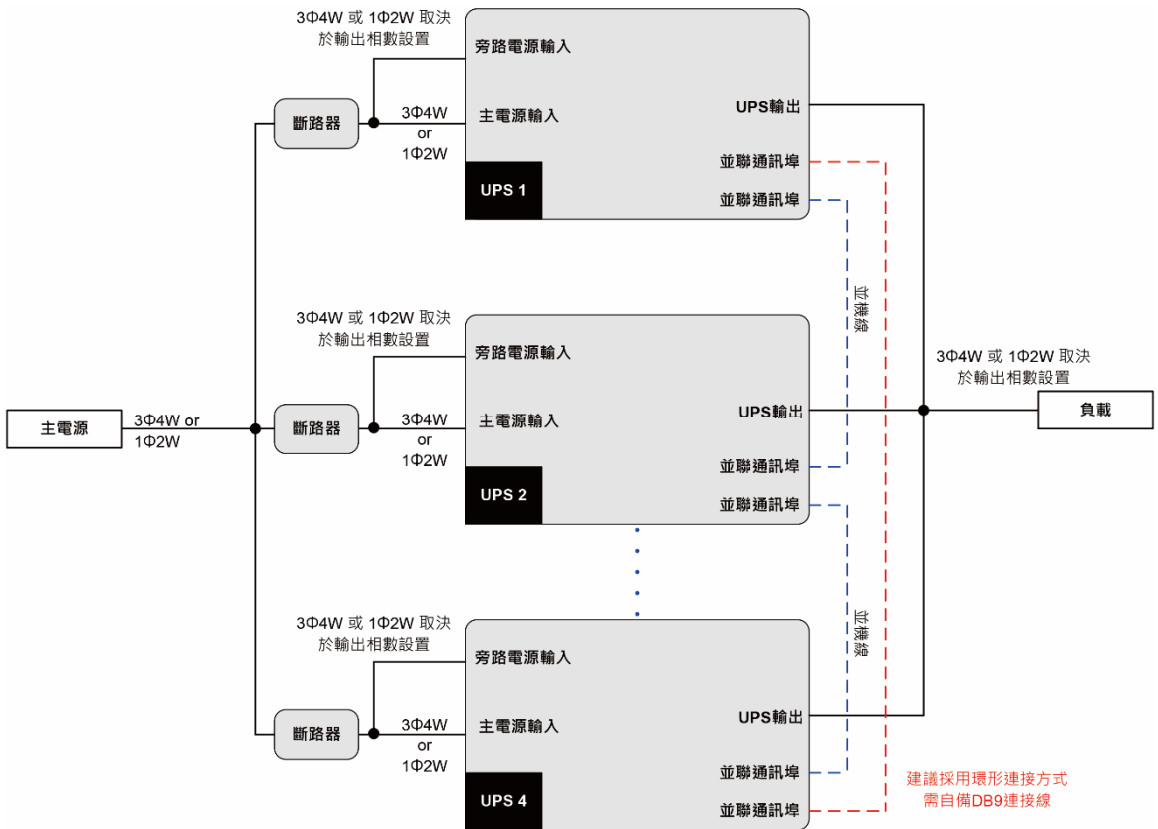 3Φ4W 或 1Φ2W 取決
於輸出相數設置
旁路電源輸入
斷路器
3Φ4W
or
1Φ2W
主電源輸入
UPS輸出
並聯通訊埠
並聯通訊埠
UPS 1
並機線
3Φ4W 或 1Φ2W 取決
於輸出相數設置
旁路電源輸入
主電源
3Φ4W or
1Φ2W
斷路器
3Φ4W
or
1Φ2W
主電源輸入
UPS輸出
並聯通訊埠
並聯通訊埠
UPS 2
3Φ4W 或 1Φ2W 取決
於輸出相數設置
負載
並機線
3Φ4W 或 1Φ2W 取決
於輸出相數設置
旁路電源輸入
斷路器
3Φ4W
or
1Φ2W
主電源輸入
UPS輸出
並聯通訊埠
並聯通訊埠
UPS 4
建議採用環形連接方式
需自備DB9連接線